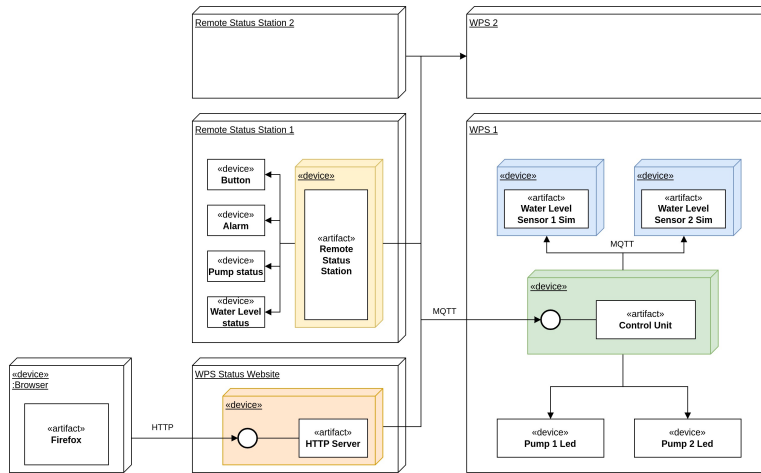 Remote Status Station 2
WPS 2
Remote Status Station 1
«device»
Button
«device»
Alarm
«device»
Pump status
«device»
Water Level
status
«device»
«artifact»
Remote
Status
Station
WPS 1
«device»
«artifact»
Water Level
Sensor 1 Sim
«device»
«artifact»
Water Level
Sensor 2 Sim
MQTT
«device»
«artifact»
Control Unit
MQTT
«device»
Pump 1 Led
«device»
Pump 2 Led
«device»
:Browser
«artifact»
Firefox
HTTP
WPS Status Website
«device»
«artifact»
HTTP Server